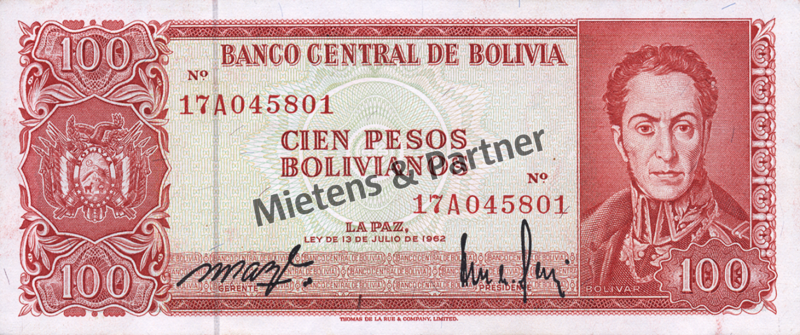 100
BANCO CENTRAL DE BOLIVIA
Nº
17A045801
CIEN PESOS
BOLIVIANOS
Mietens & Partner
Nº
17A045801
LA PAZ,
LEY DE 13 DE JULIO DE 1962
GERENTE
PRESIDENTE
BOLIVAR
100
100
THOMAS DE LA RUE & COMPANY, LIMITED.